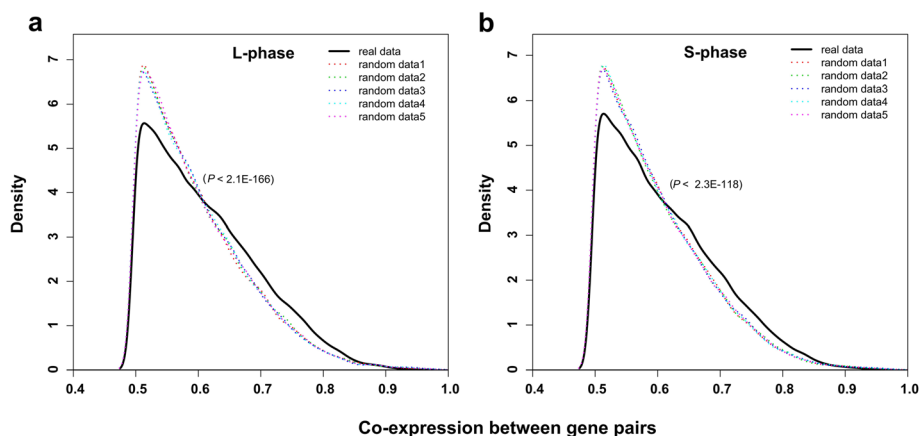 a
L-phase
real data
random data1
random data2
random data3
random data4
random data5
(P < 2.1E-166)
Density
0
1
2
3
4
5
6
7
0.4
0.5
0.6
0.7
0.8
0.9
1.0
b
S-phase
real data
random data1
random data2
random data3
random data4
random data5
(P < 2.3E-118)
Density
0
1
2
3
4
5
6
7
0.4
0.5
0.6
0.7
0.8
0.9
1.0
Co-expression between gene pairs